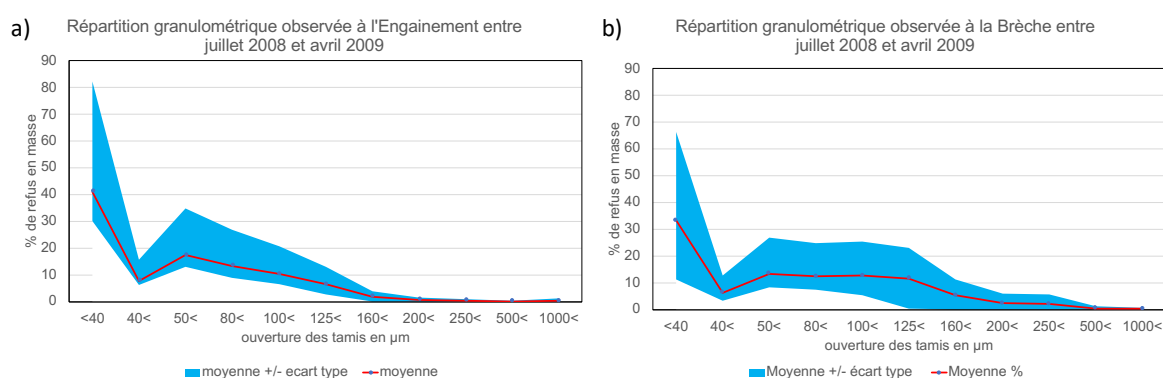 a)
Répartition granulométrique observée à l'Engainement entre
juillet 2008 et avril 2009
% de refus en masse
90
80
70
60
50
40
30
20
10
0
<40 40< 50< 80< 100< 125< 160< 200< 250< 500< 1000<
ouverture des tamis en µm
moyenne +/- ecart type moyenne
b)
Répartition granulométrique observée à la Brèche entre
juillet 2008 et avril 2009
% de refus en masse
90
80
70
60
50
40
30
20
10
0
<40 40< 50< 80< 100< 125< 160< 200< 250< 500< 1000<
ouverture des tamis en µm
Moyenne +/- écart type Moyenne %